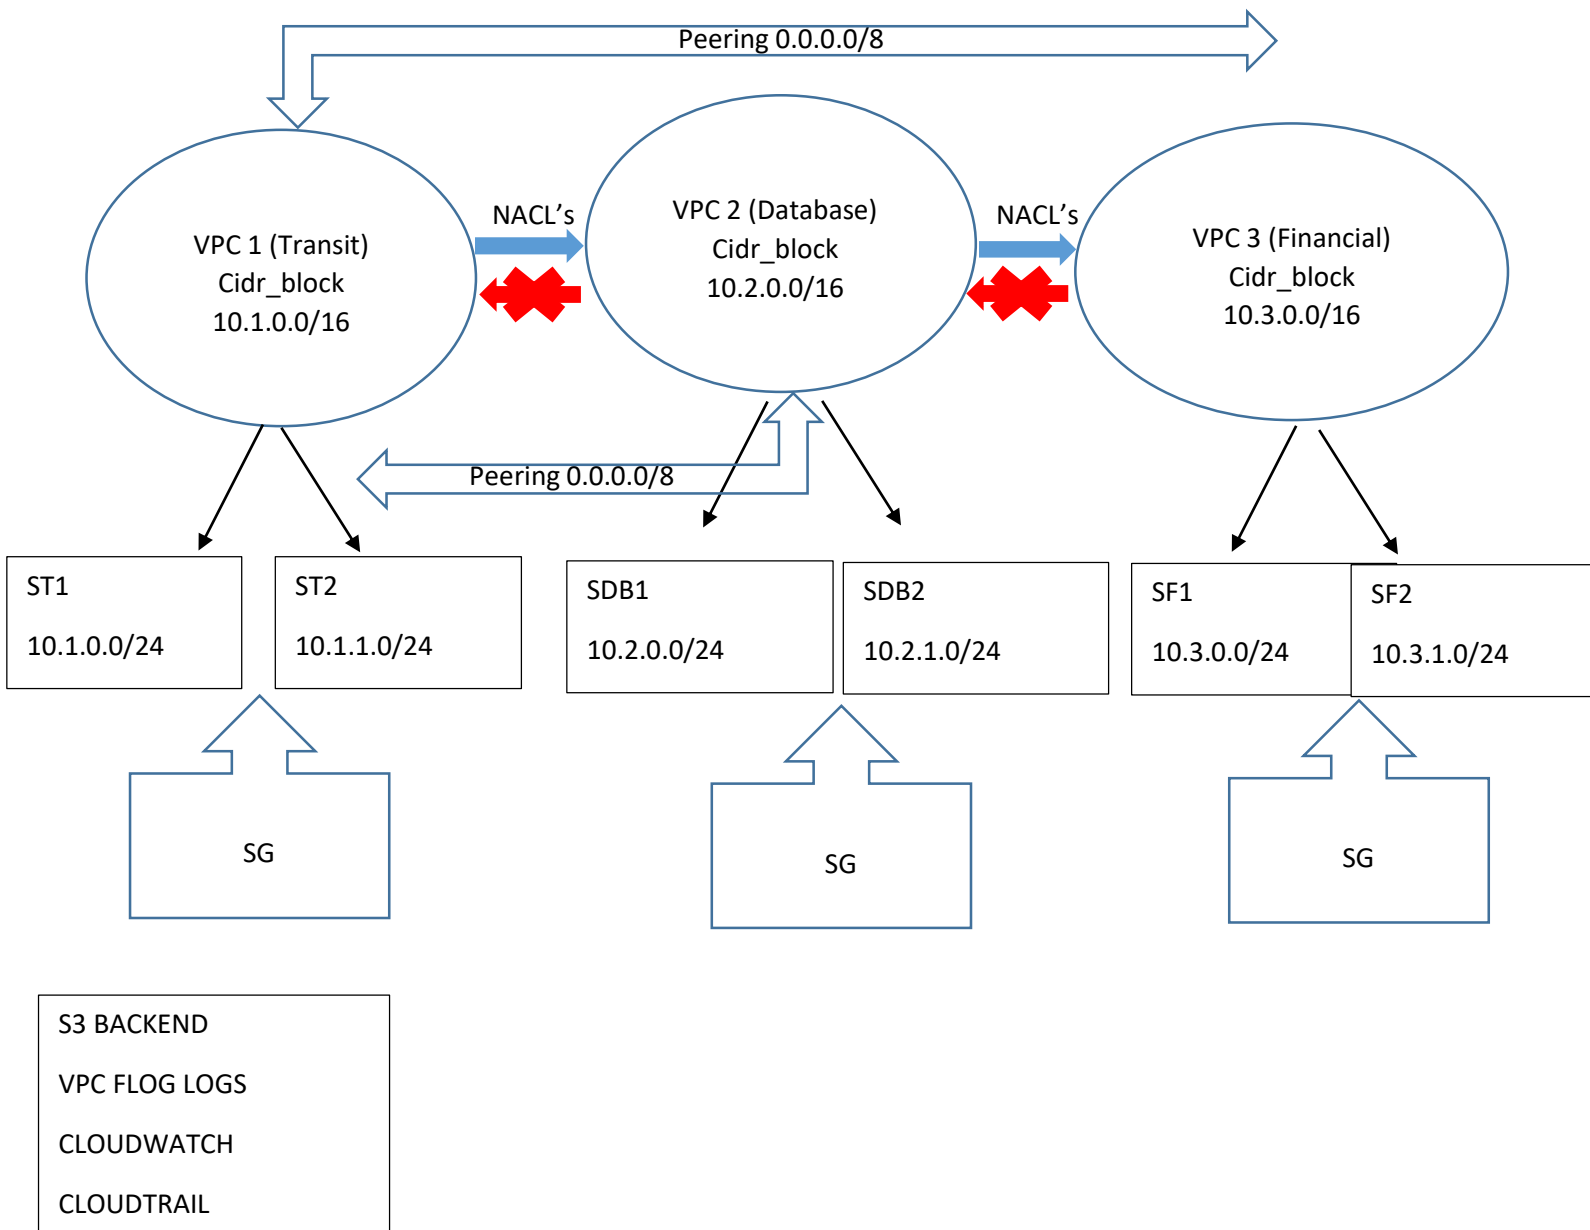 Peering 0.0.0.0/8
NACL's
NACL's
VPC 1 (Transit)
Cidr_block
10.1.0.0/16
VPC 2 (Database)
Cidr_block
10.2.0.0/16
VPC 3 (Financial)
Cidr_block
10.3.0.0/16
Peering 0.0.0.0/8
ST1
10.1.0.0/24
ST2
10.1.1.0/24
SDB1
10.2.0.0/24
SDB2
10.2.1.0/24
SF1
10.3.0.0/24
SF2
10.3.1.0/24
SG
SG
SG
S3 BACKEND
VPC FLOG LOGS
CLOUDWATCH
CLOUDTRAIL